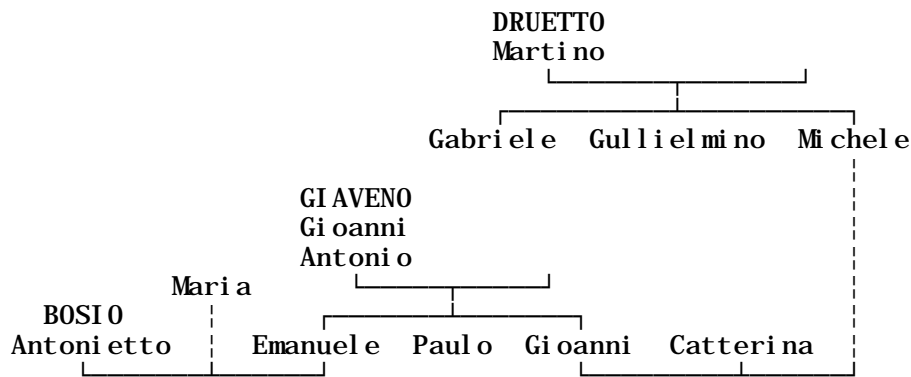 DRUETTO
Martino
Gabriele Gullielmino Michele
GIAVENO
Gioanni
Antonio
Maria
BOSIO
Antonietto Emanuele Paulo Gioanni Catterina